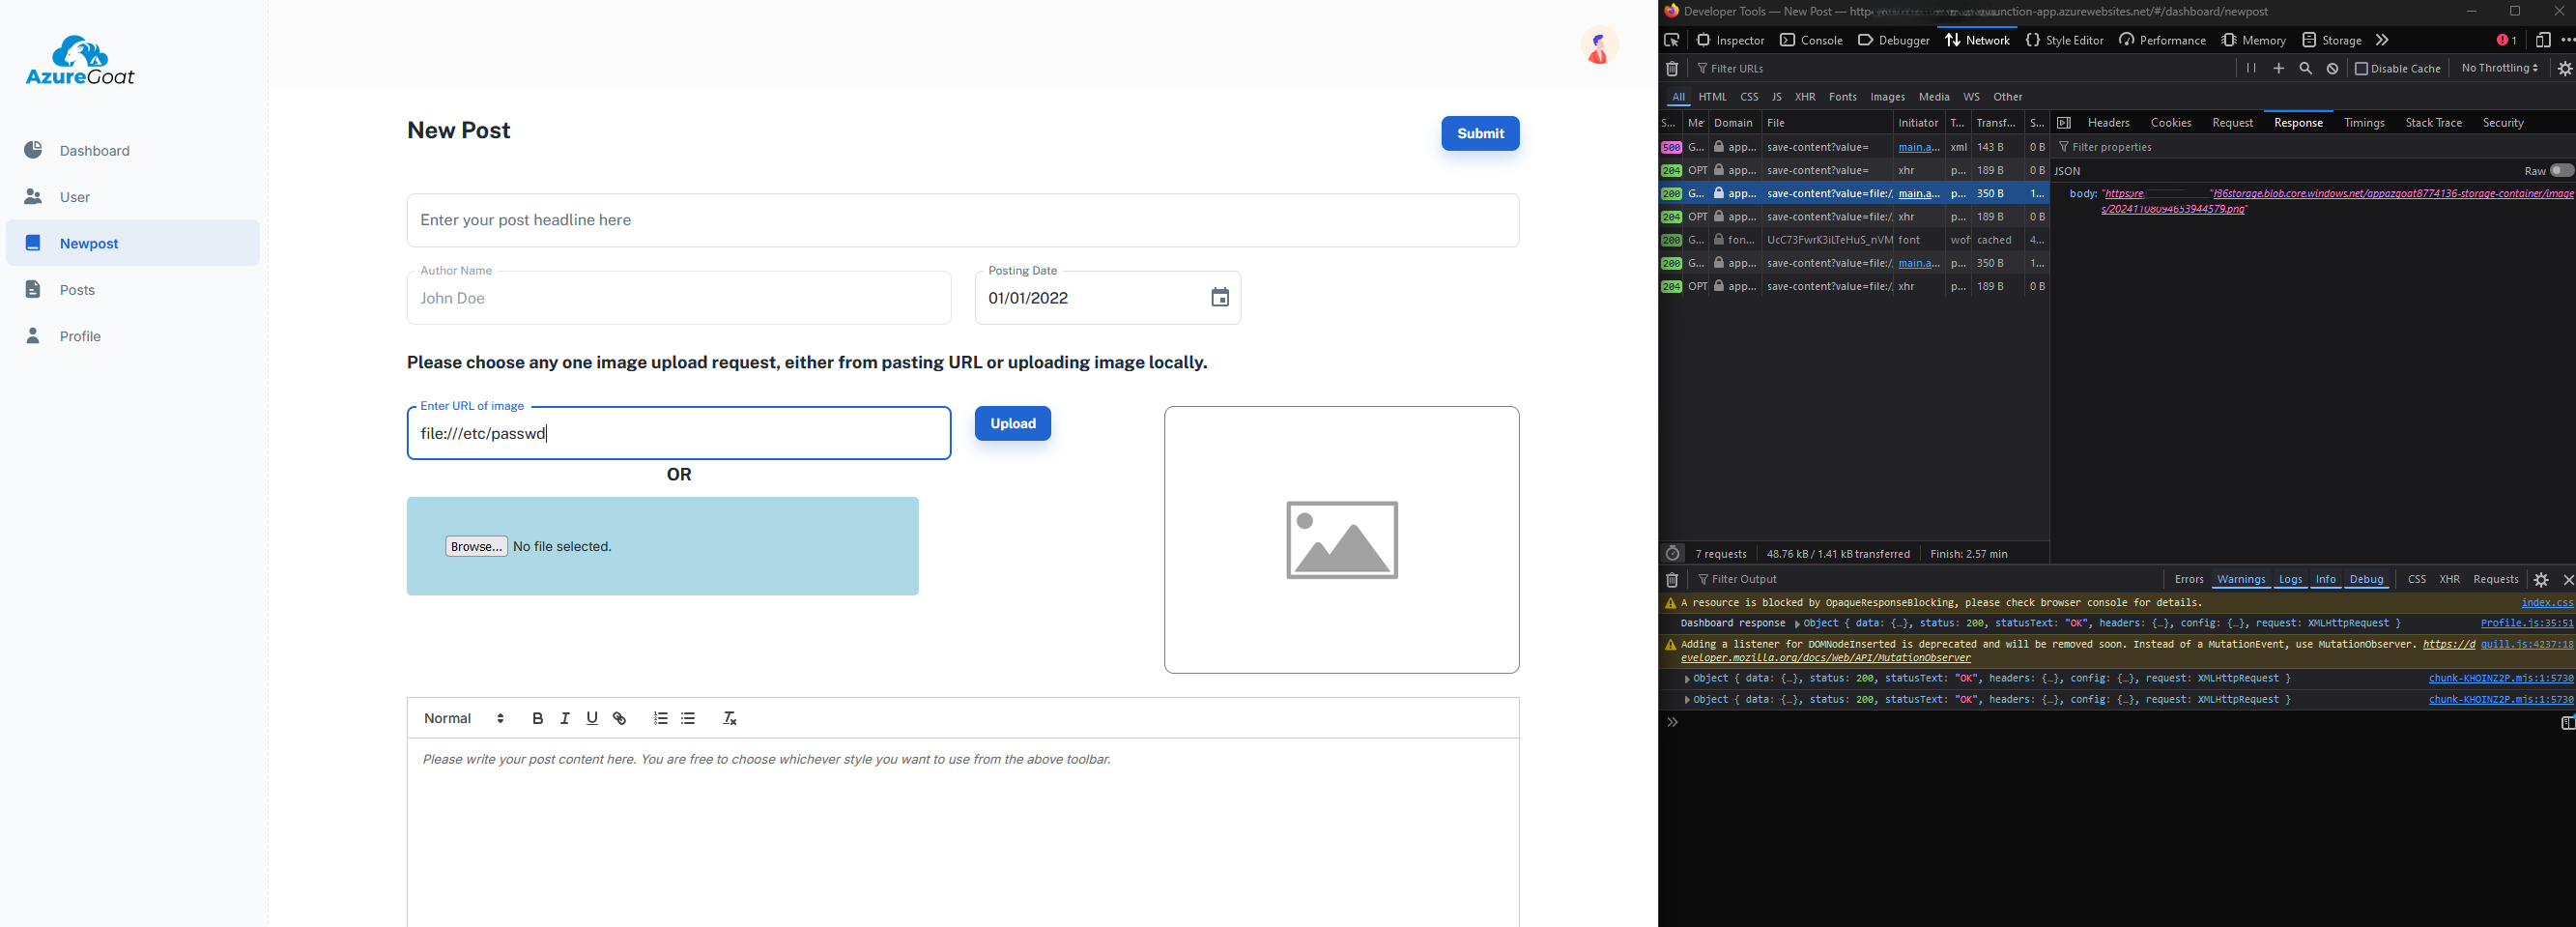 AzureGoat
Dashboard
User
Newpost
Posts
Profile
New Post
Submit
Enter your post headline here
Author Name
John Doe
Posting Date
01/01/2022
Please choose any one image upload request, either from pasting URL or uploading image locally.
Enter URL of image
file:///etc/passwd
Upload
OR
Browse... No file selected.
Normal
Please write your post content here. You are free to choose whichever style you want to use from the above toolbar.
Developer Tools — New Post — unction-app.azurewebsites.net/#/dashboard/newpost
Inspector Console Debugger Network Style Editor Performance Memory Storage 1
Filter URLs Disable Cache No Throttling
All HTML CSS JS XHR Fonts Images Media WS Other
S... Me Domain File Initiator T... Transf... S...
500 G... app... save-content?value= main.a... xml 143 B 0 B
204 OPT app... save-content?value= xhr p... 189 B 0 B
200 G... app... save-content?value=file:/ main.a... p... 350 B 1...
204 OPT app... save-content?value=file:/ xhr p... 189 B 0 B
200 G... fon... UcC73FwrK3iLTeHuS_nVM font wof cached 4...
200 G... app... save-content?value=file:/ main.a... p... 350 B 1...
204 OPT app... save-content?value=file:/ xhr p... 189 B 0 B
7 requests 48.76 kB / 1.41 kB transferred Finish: 2.57 min
Headers Cookies Request Response Timings Stack Trace Security
Filter properties
JSON Raw
body: storage.blob.core.windows.net/appazgoat8774136-storage-container/image
s/20241108094653944579.png"
Filter Output Errors Warnings Logs Info Debug CSS XHR Requests
A resource is blocked by OpaqueResponseBlocking, please check browser console for details. index.css
Dashboard response Object { data: {…}, status: 200, statusText: "OK", headers: {…}, config: {…}, request: XMLHttpRequest } Profile.js:35:51
Adding a listener for DOMNodeInserted is deprecated and will be removed soon. Instead of a MutationEvent, use MutationObserver. https://d quill.js:4237:18
eveloper.mozilla.org/docs/Web/API/MutationObserver
Object { data: {…}, status: 200, statusText: "OK", headers: {…}, config: {…}, request: XMLHttpRequest } chunk-KHOINZ2P.mjs:1:5730
Object { data: {…}, status: 200, statusText: "OK", headers: {…}, config: {…}, request: XMLHttpRequest } chunk-KHOINZ2P.mjs:1:5730